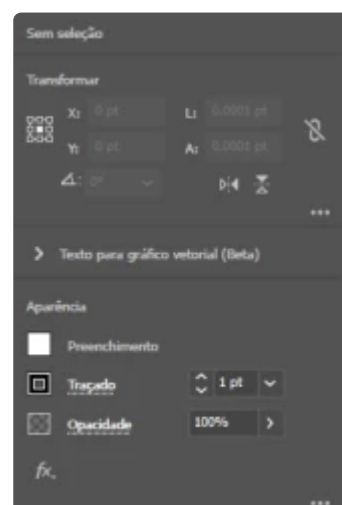 Sem seleção
Transformar
X: 0 pt L: 0,0001 pt
Y: 0 pt A: 0,0001 pt
0°
Texto para gráfico vetorial (Beta)
Aparência
Preenchimento
Traçado 1 pt
Opacidade 100%
fx.